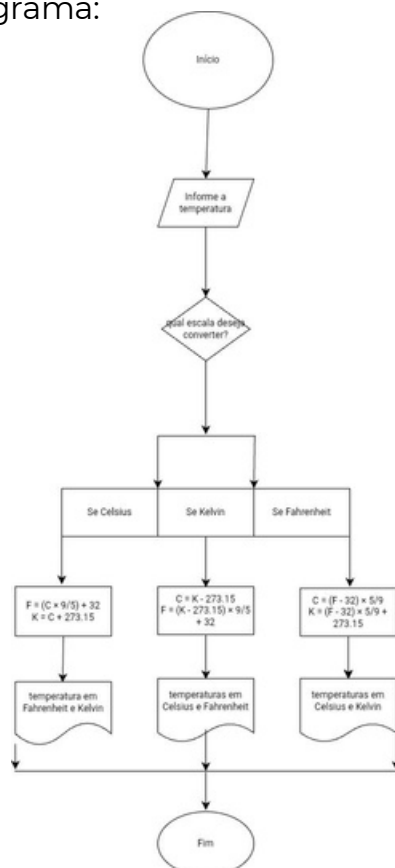 grama:
Início
Informe a
temperatura
qual escala deseja
converter?
Se Celsius
Se Kelvin
Se Fahrenheit
F = (C × 9/5) + 32
K = C + 273.15
C = K - 273.15
F = (K - 273.15) × 9/5
+ 32
C = (F - 32) × 5/9
K = (F - 32) × 5/9 +
273.15
temperatura em
Fahrenheit e Kelvin
temperaturas em
Celsius e Fahrenheit
temperaturas em
Celsius e Kelvin
Fim